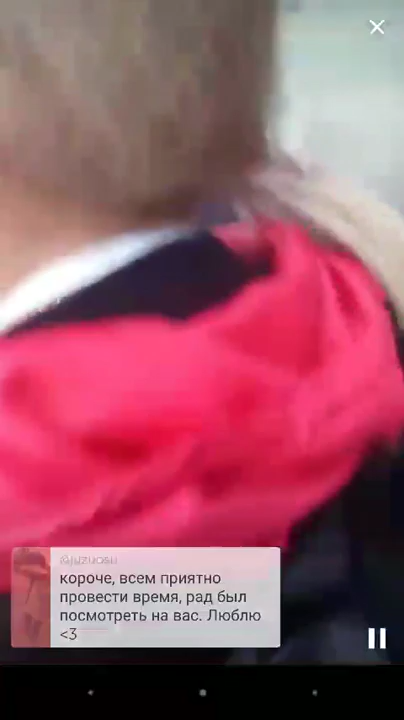 короче, всем приятно
провести время, рад был
посмотреть на вас. Люблю
<3